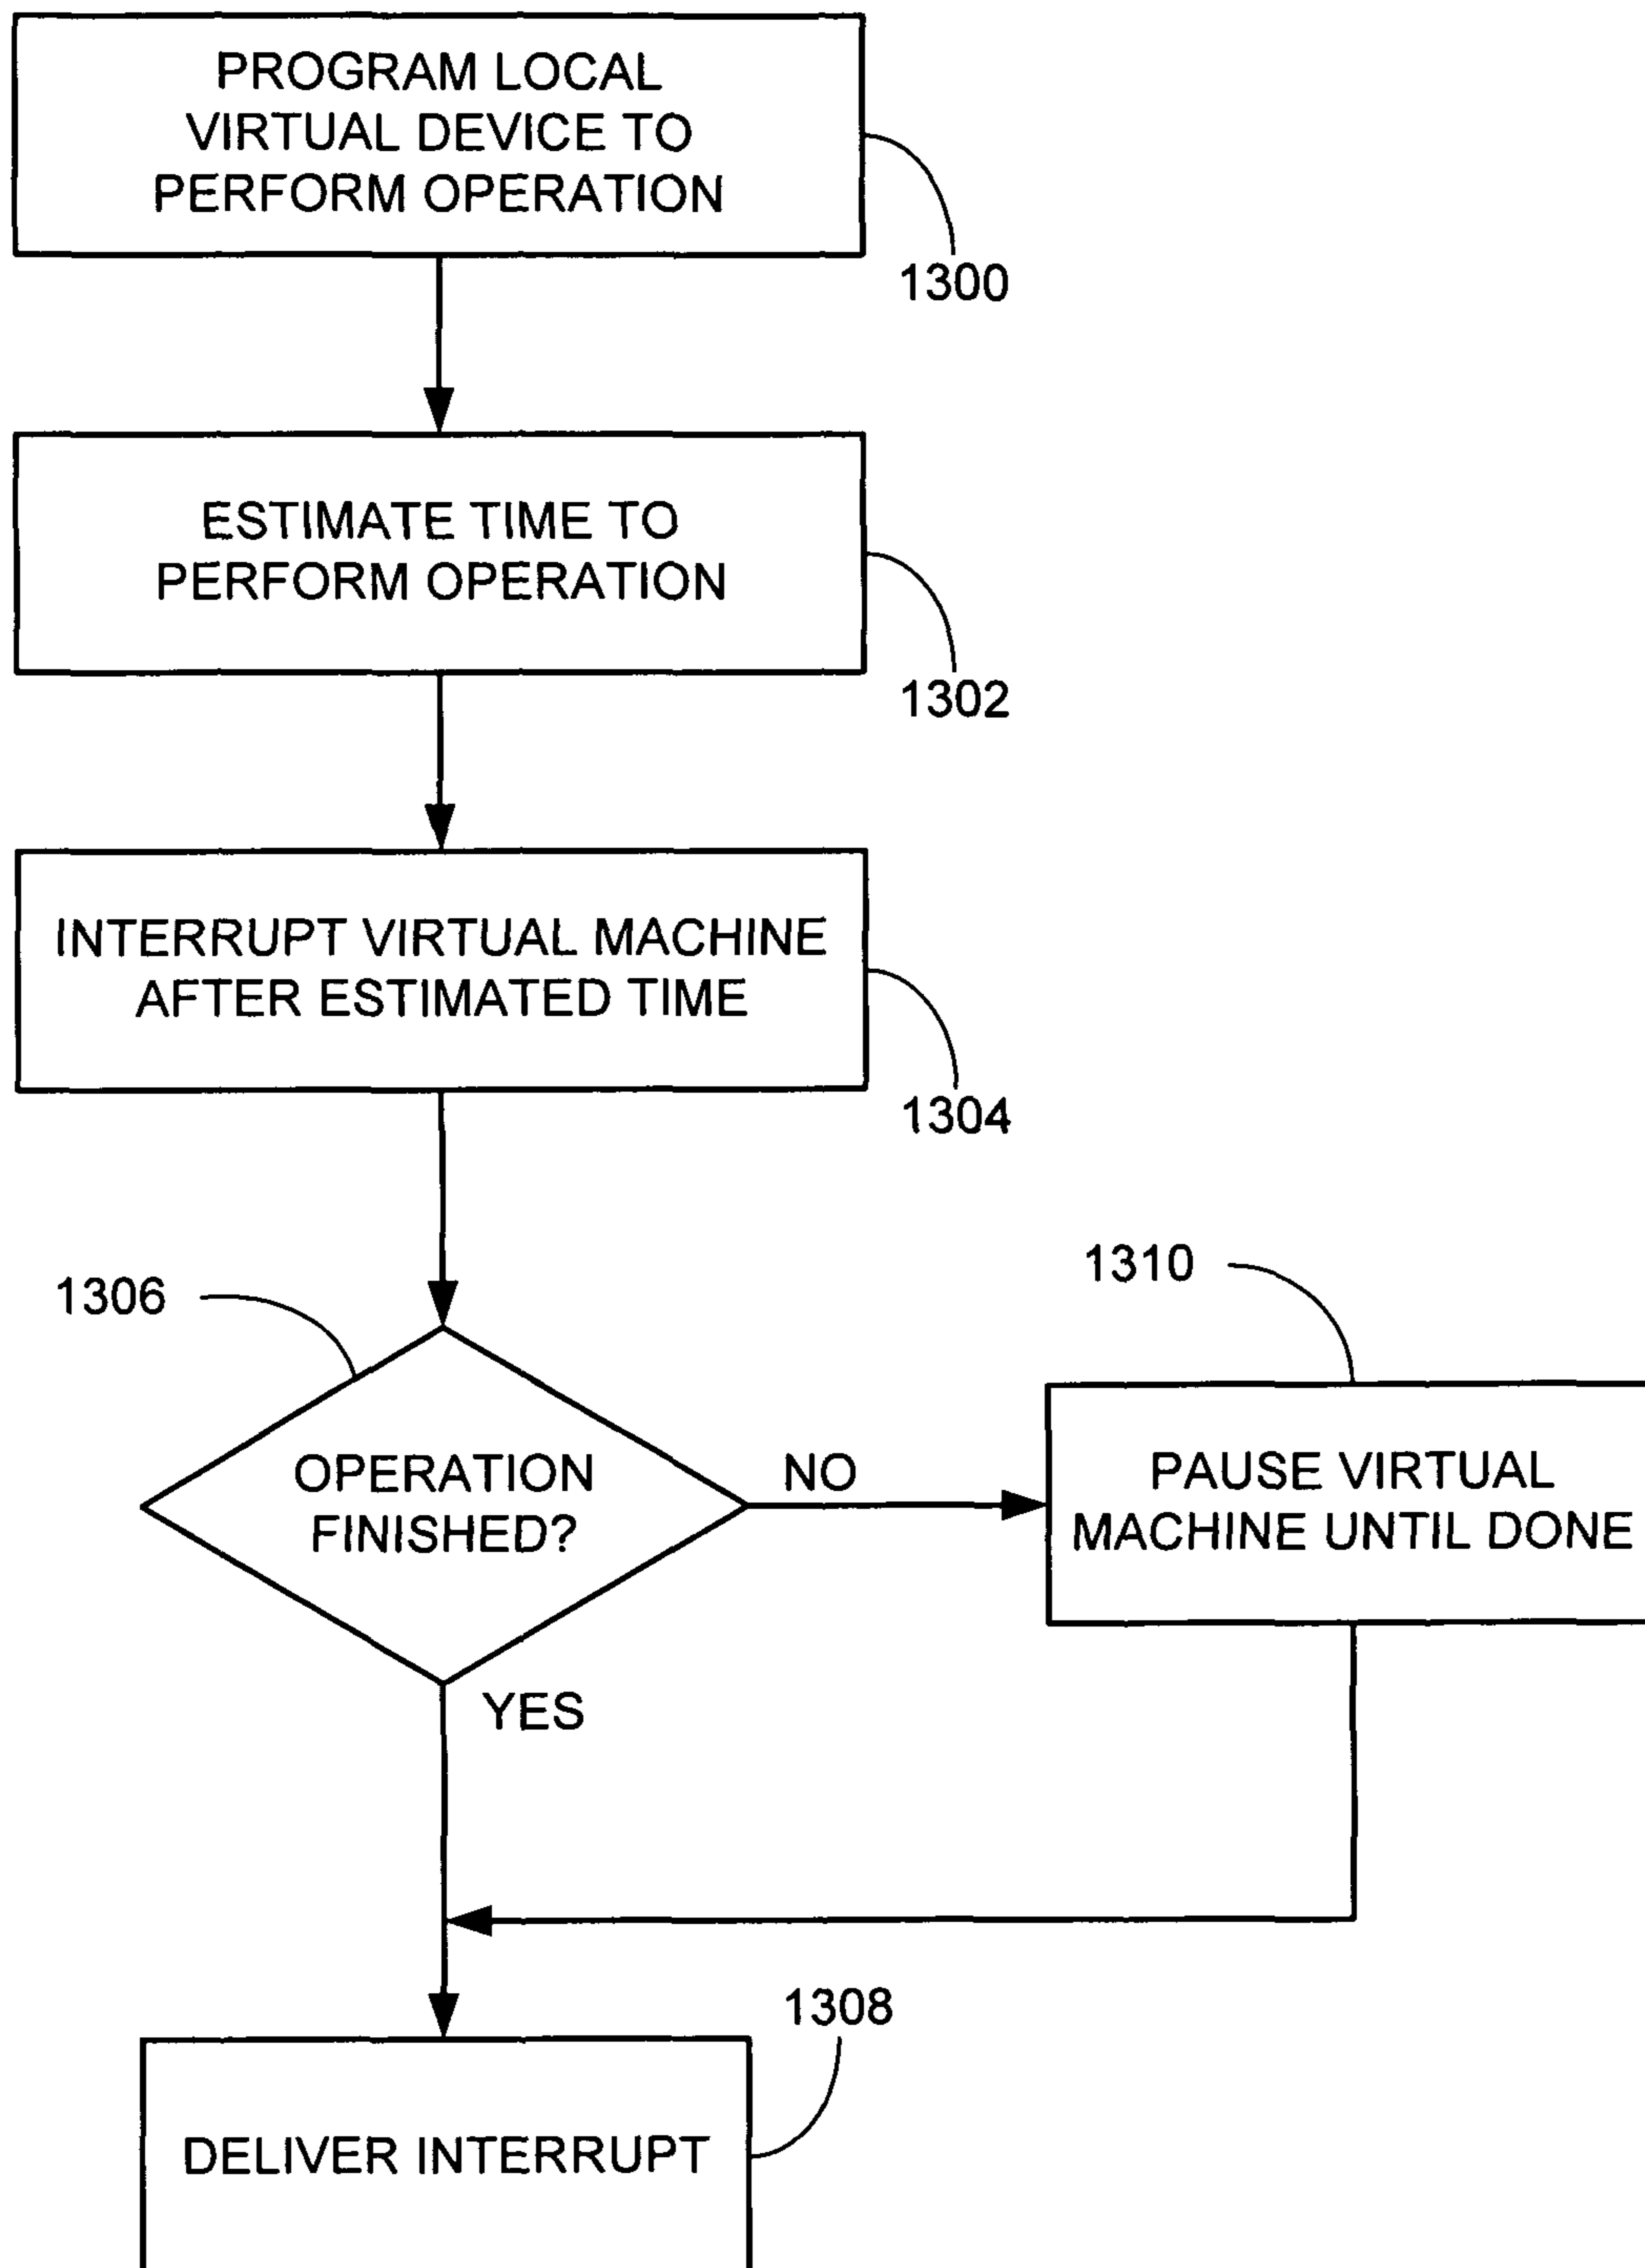 PROGRAM LOCAL
VIRTUAL DEVICE TO
PERFORM OPERATION
1300
ESTIMATE TIME TO
PERFORM OPERATION
1302
INTERRUPT VIRTUAL MACHINE
AFTER ESTIMATED TIME
1304
1306
OPERATION
FINISHED?
NO
1310
PAUSE VIRTUAL
MACHINE UNTIL DONE
YES
1308
DELIVER INTERRUPT